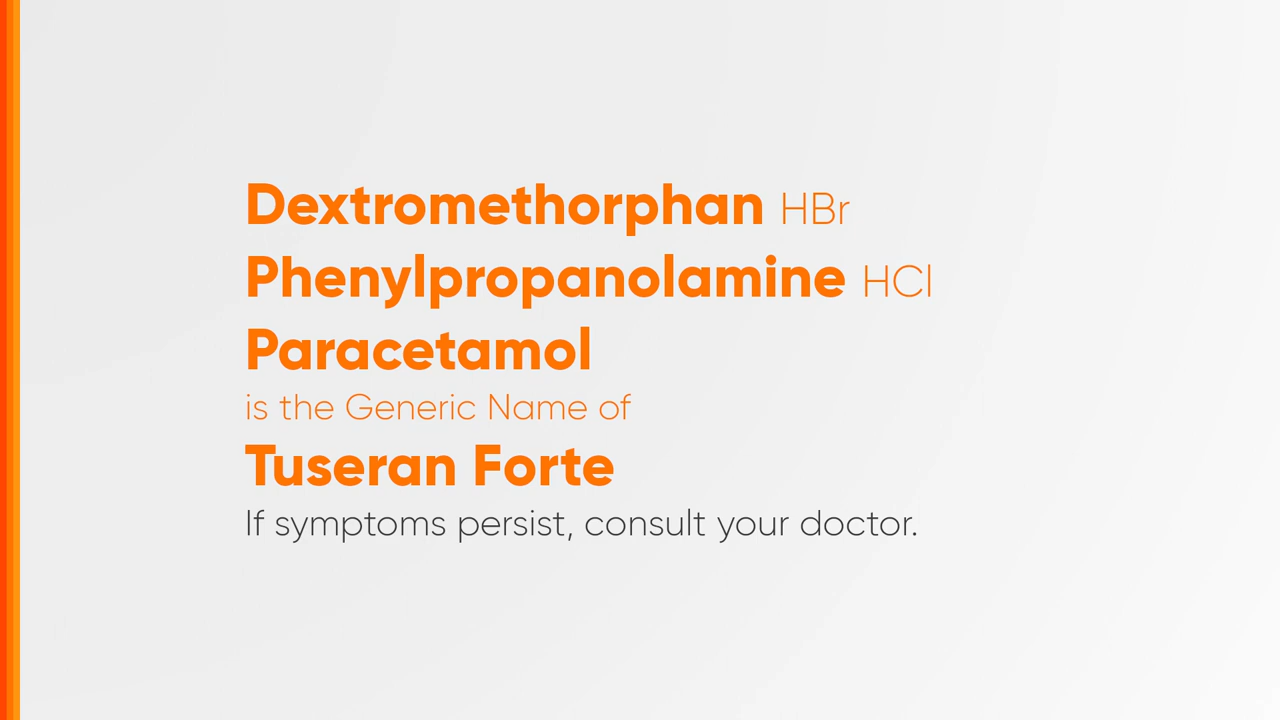 Dextromethorphan HBr
Phenylpropanolamine HCl
Paracetamol
is the Generic Name of
Tuseran Forte
If symptoms persist, consult your doctor.